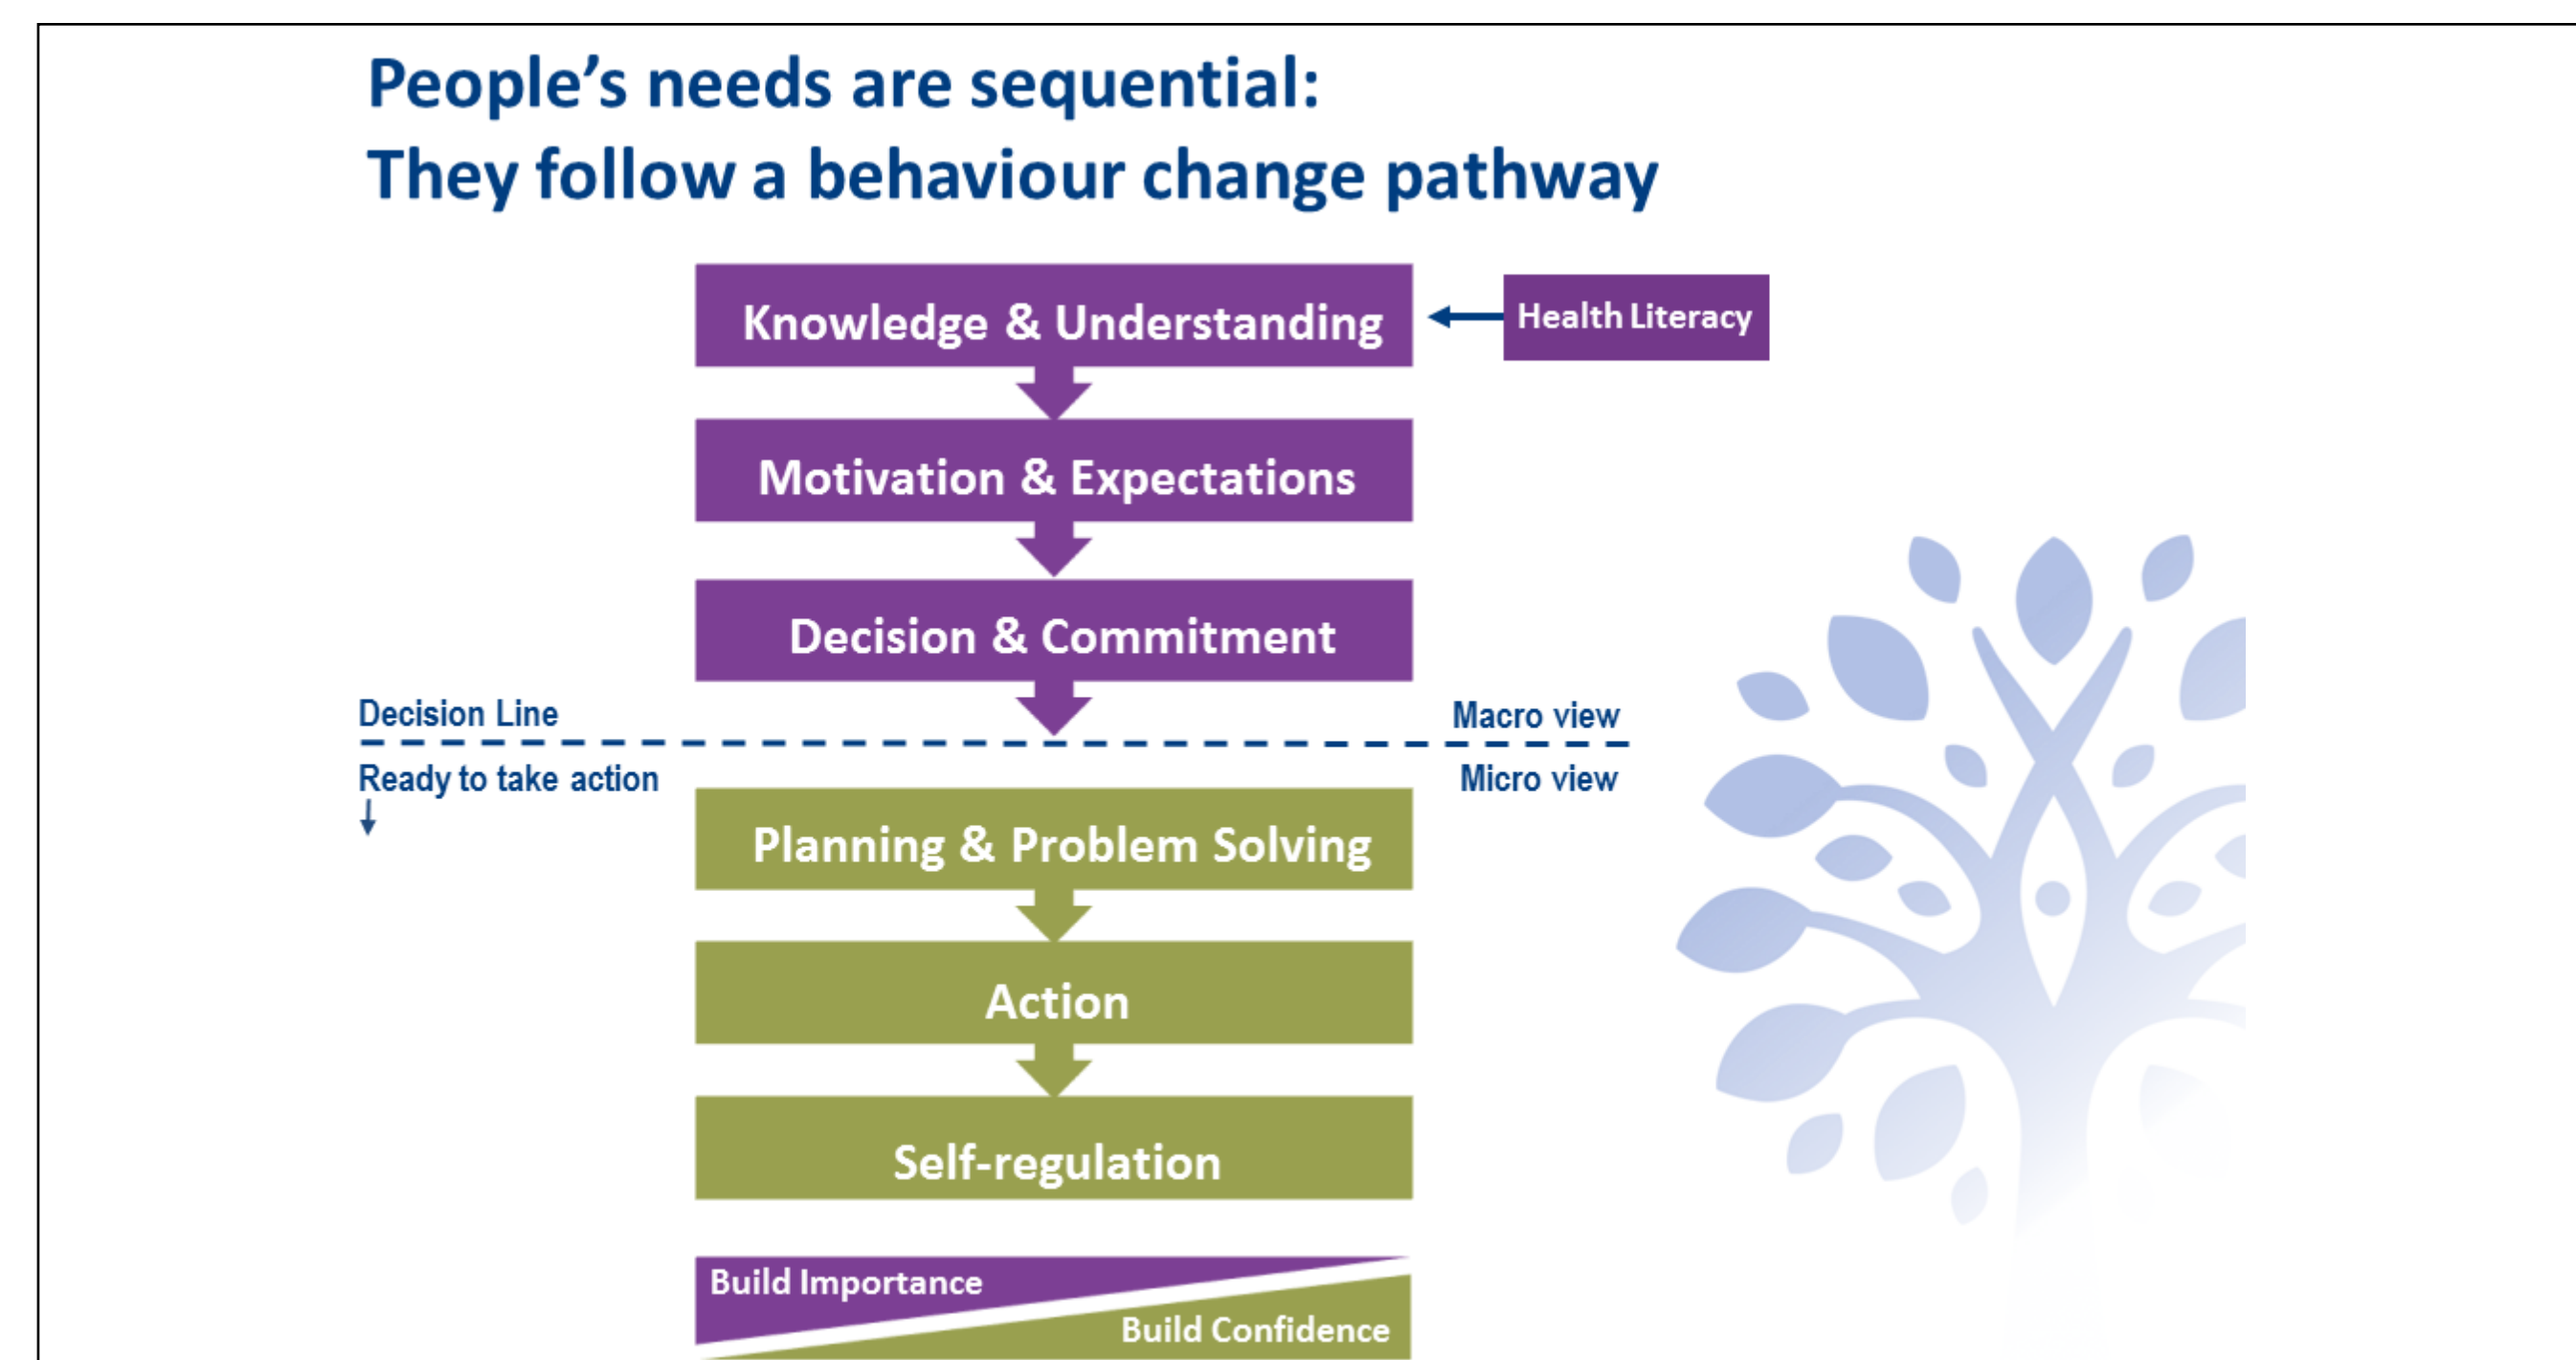 People's needs are sequential:
They follow a behaviour change pathway
Knowledge & Understanding
Health Literacy
Motivation & Expectations
Decision & Commitment
Decision Line
Macro view
Ready to take action
Micro view
Planning & Problem Solving
Action
Self-regulation
Build Importance
Build Confidence